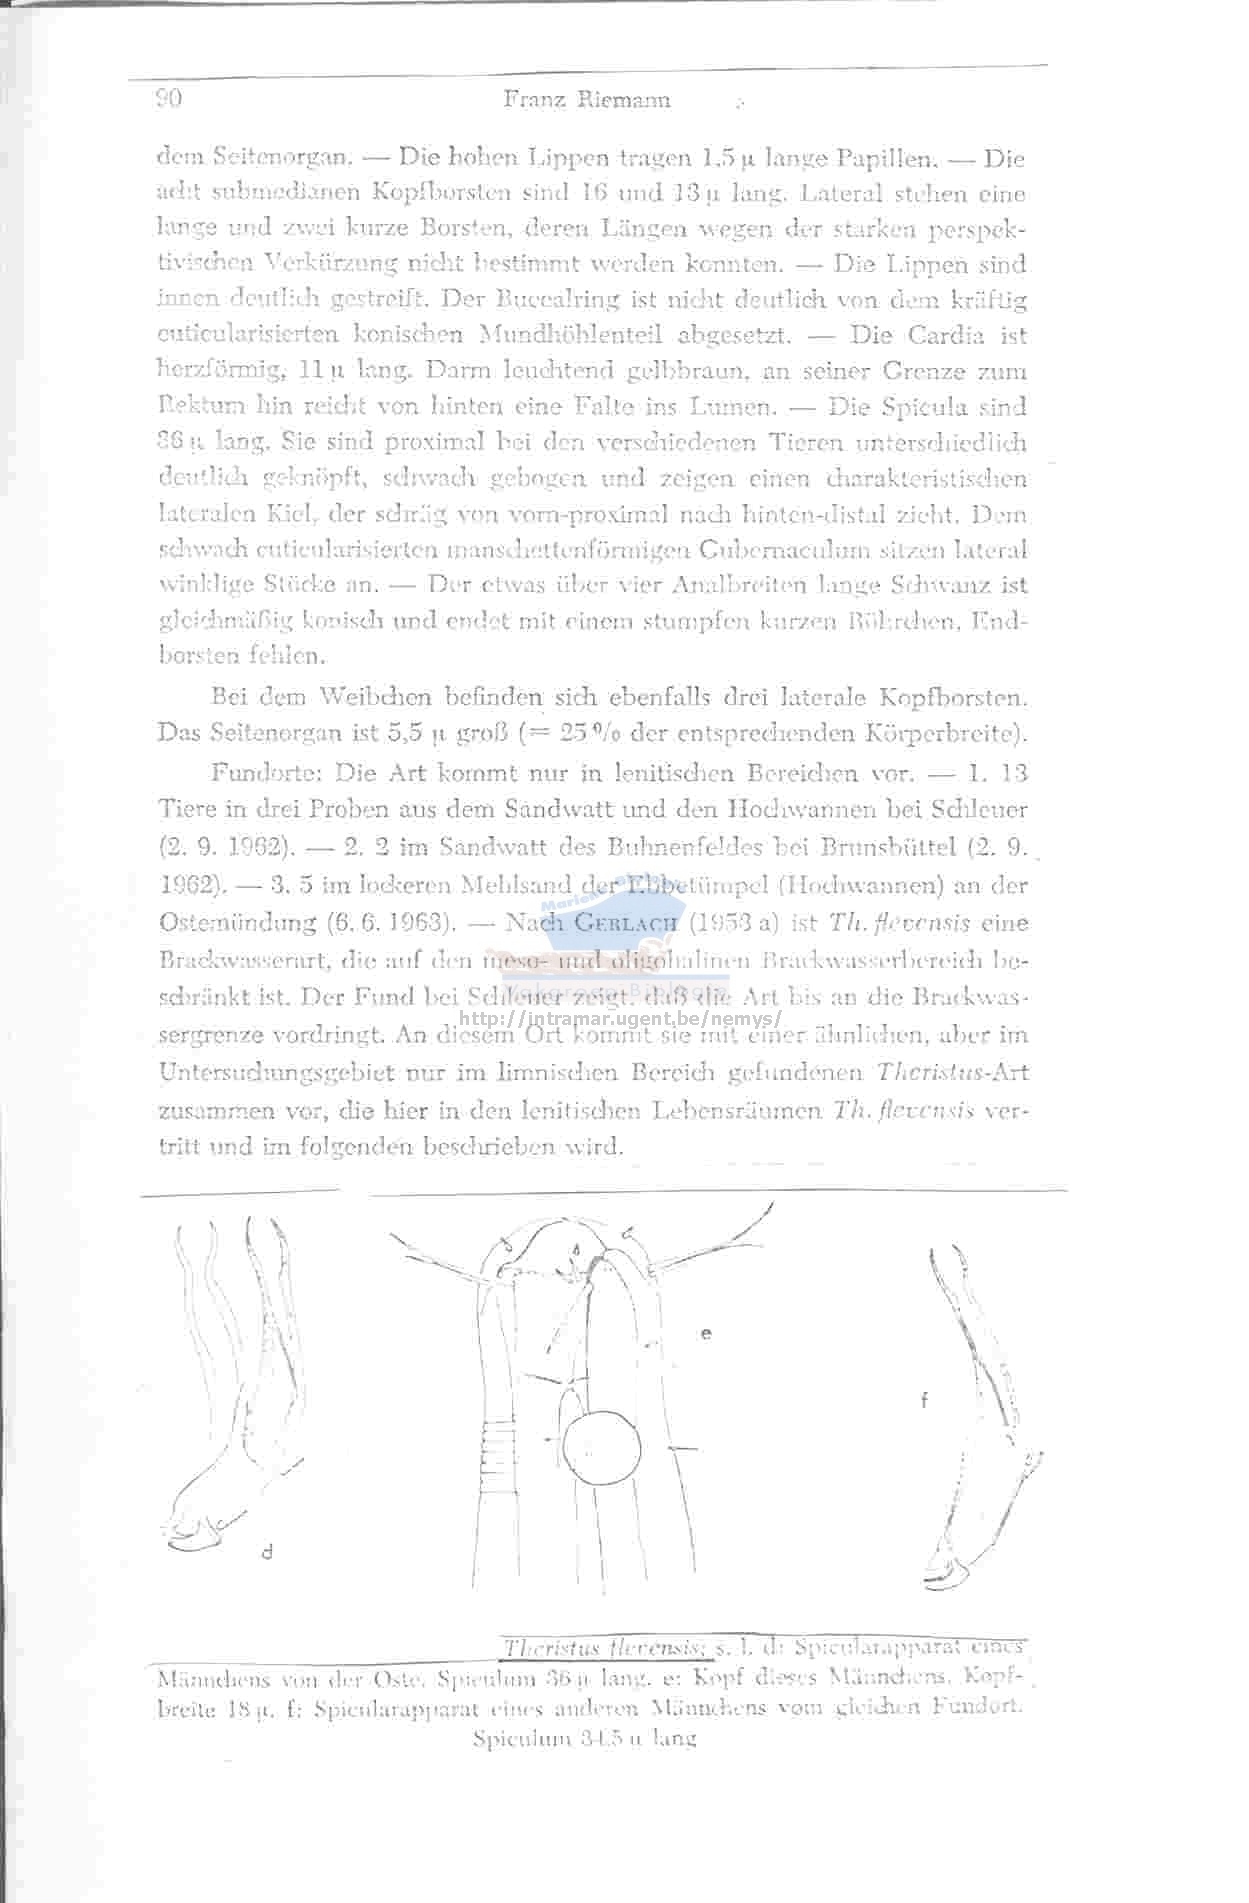 90
Franz Riemann
dem Seitenorgan. — Die hohen Lippen tragen 1,5 µ lange Papillen. — Die
acht submedianen Kopfborsten sind 16 und 13 µ lang. Lateral stehen eine
lange und zwei kurze Borsten, deren Längen wegen der starken perspek-
tivischen Verkürzung nicht bestimmt werden konnten. — Die Lippen sind
innen deutlich gestreift. Der Buccalring ist nicht deutlich von dem kräftig
cuticularisierten konischen Mundhöhlenteil abgesetzt. — Die Cardia ist
herzförmig, 11 µ lang. Darm leuchtend gelbbraun, an seiner Grenze zum
Rektum hin reicht von hinten eine Falte ins Lumen. — Die Spicula sind
36 µ lang. Sie sind proximal bei den verschiedenen Tieren unterschiedlich
deutlich geknöpft, schwach gebogen und zeigen einen charakteristischen
lateralen Kiel, der schräg von vorn-proximal nach hinten-distal zieht. Dem
schwach cuticularisierten manschettenförmigen Gubernaculum sitzen lateral
winklige Stücke an. — Der etwas über vier Analbreiten lange Schwanz ist
gleichmäßig konisch und endet mit einem stumpfen kurzen Röhrchen. End-
borsten fehlen.
Bei dem Weibchen befinden sich ebenfalls drei laterale Kopfborsten.
Das Seitenorgan ist 5,5 µ groß (= 25 % der entsprechenden Körperbreite).
Fundorte: Die Art kommt nur in lenitischen Bereichen vor. — 1. 13
Tiere in drei Proben aus dem Sandwatt und den Hochwannen bei Schleuer
(2. 9. 1962). — 2. 2 im Sandwatt des Buhnenfeldes bei Brunsbüttel (2. 9.
1962). — 3. 5 im lockeren Mehlsand der Ebbetümpel (Hochwannen) an der
Ostemündung (6. 6. 1963). — Nach GERLACH (1953 a) ist Th. flevensis eine
Brackwasserart, die auf den meso- und oligohalinen Brackwasserbereich be-
schränkt ist. Der Fund bei Schleuer zeigt, daß die Art bis an die Brackwas-
http://intramar.ugent.be/nemys/
sergrenze vordringt. An diesem Ort kommt sie mit einer ähnlichen, aber im
Untersuchungsgebiet nur im limnischen Bereich gefundenen Theristus-Art
zusammen vor, die hier in den lenitischen Lebensräumen Th. flevensis ver-
tritt und im folgenden beschrieben wird.
e
f
d
Theristus flevensis; s. l. d: Spicularapparat eines
Männchens von der Oste. Spiculum 36 µ lang. e: Kopf dieses Männchens. Kopf-
breite 18 µ. f: Spicularapparat eines anderen Männchens vom gleichen Fundort.
Spiculum 34,5 µ lang